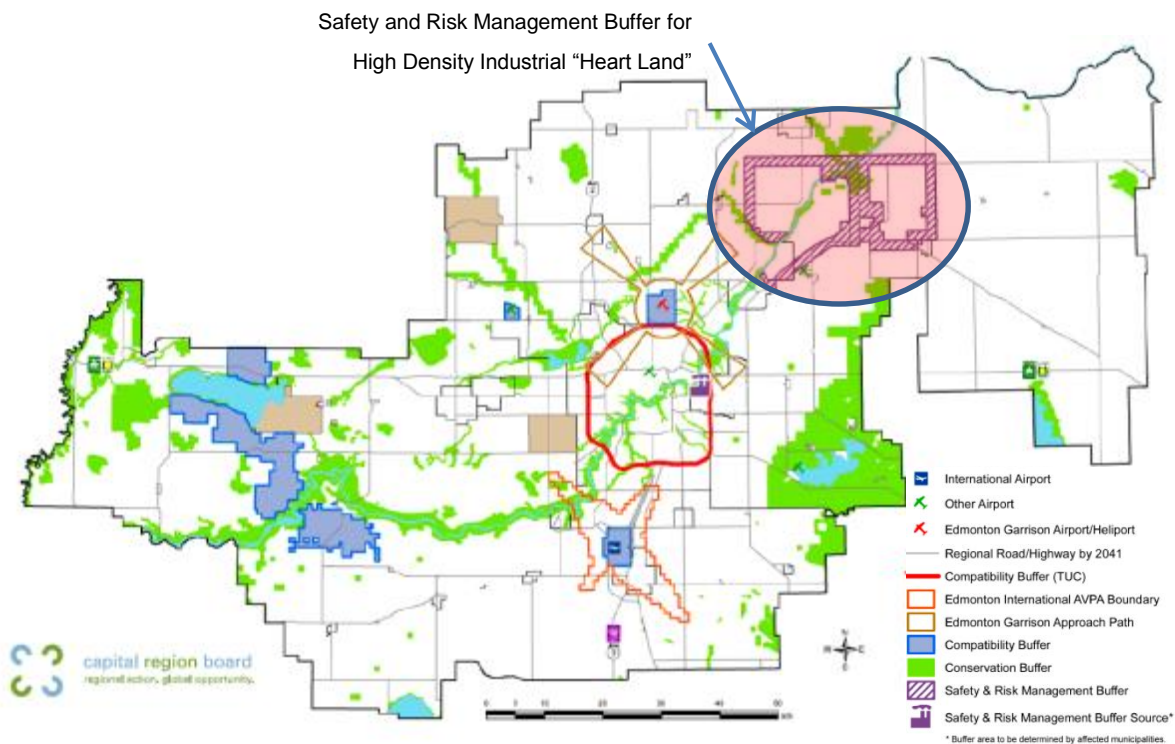 Safety and Risk Management Buffer for
High Density Industrial “Heart Land”
International Airport
Other Airport
Edmonton Garrison Airport/Heliport
Regional Road/Highway by 2041
Compatibility Buffer (TUC)
Edmonton International AVPA Boundary
Edmonton Garrison Approach Path
Compatibility Buffer
Conservation Buffer
Safety & Risk Management Buffer
Safety & Risk Management Buffer Source*
* Buffer area to be determined by affected municipalities.
capital region board
regional action. global opportunity.
0 10 20 30 40 50